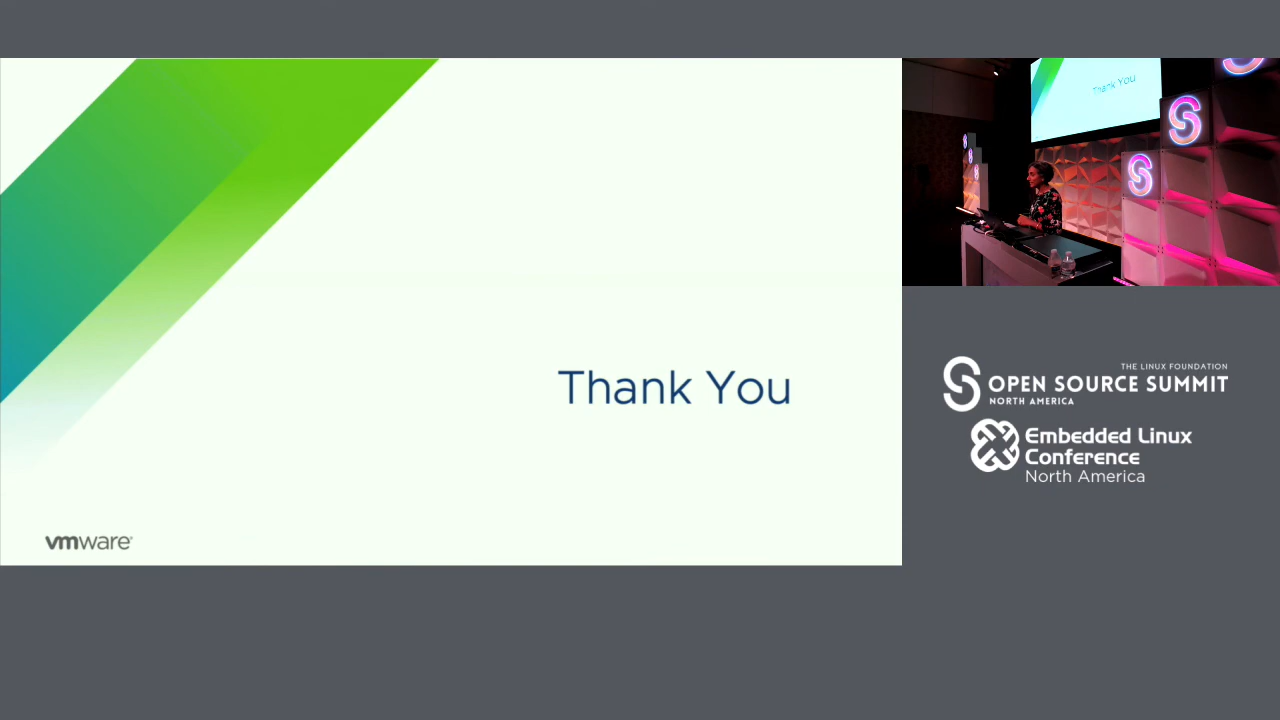 Thank You
vmware®
Thank You
THE LINUX FOUNDATION
OPEN SOURCE SUMMIT
NORTH AMERICA
Embedded Linux
Conference
North America